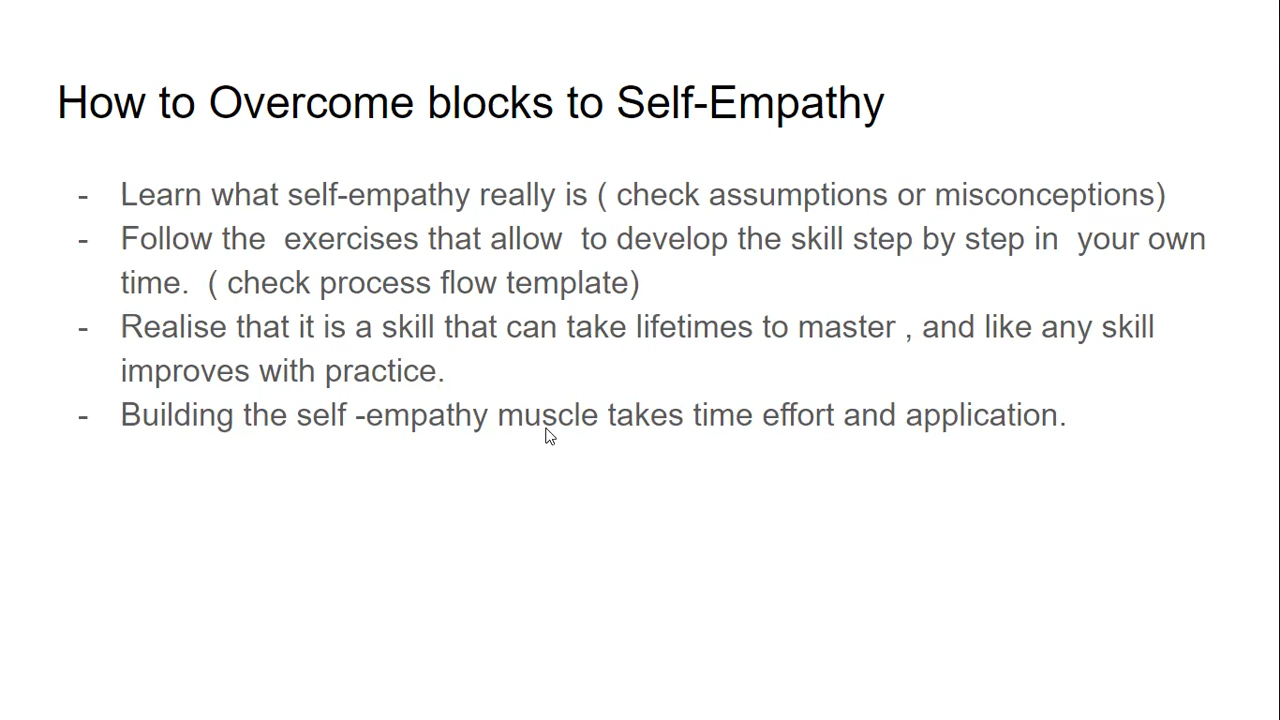 How to Overcome blocks to Self-Empathy
- Learn what self-empathy really is ( check assumptions or misconceptions)
- Follow the  exercises that allow  to develop the skill step by step in  your own
time.  ( check process flow template)
- Realise that it is a skill that can take lifetimes to master , and like any skill
improves with practice.
- Building the self -empathy muscle takes time effort and application.